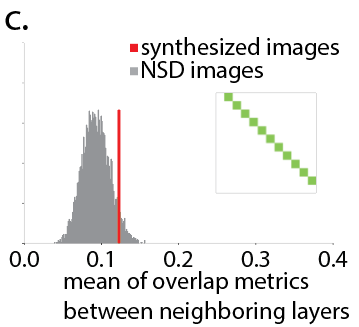 c.
synthesized images
NSD images
0.0 0.1 0.2 0.3 0.4
mean of overlap metrics
between neighboring layers